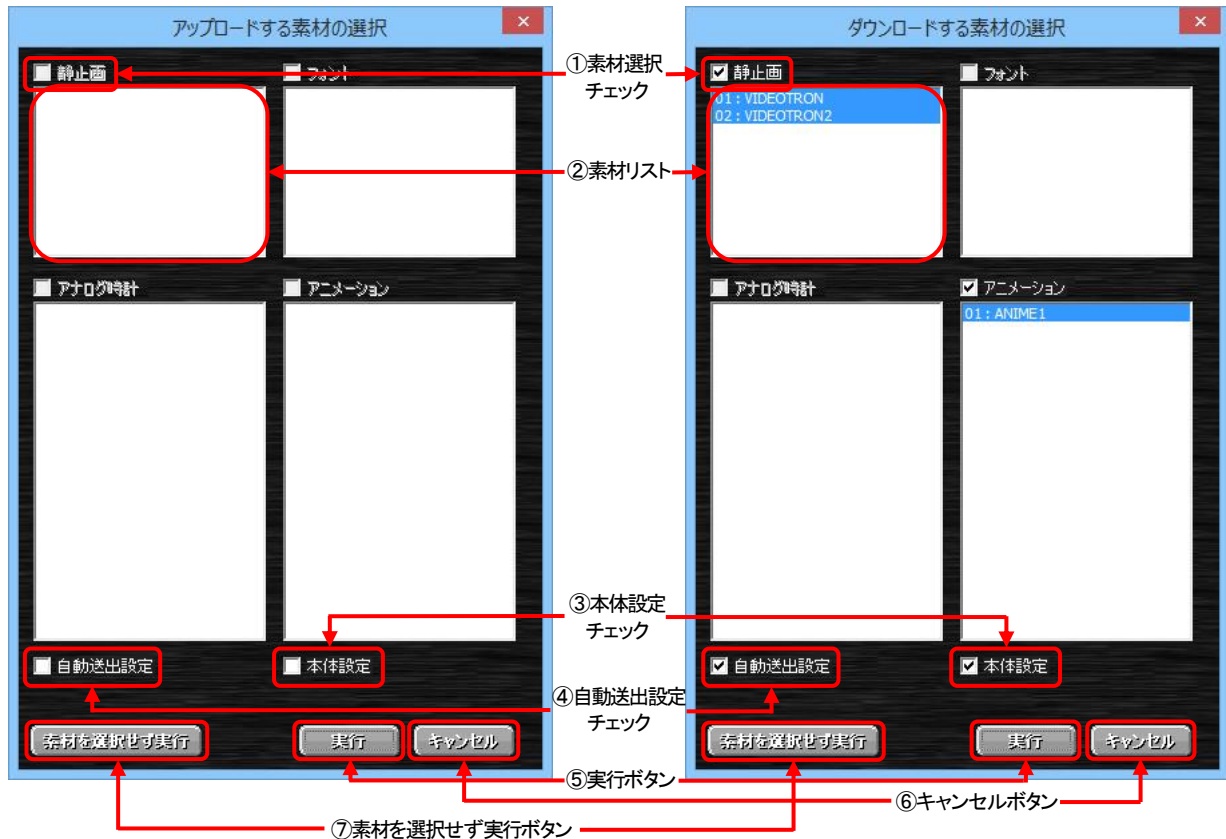 アップロードする素材の選択
×
静止画
フォント
アナログ時計
アニメーション
自動送出設定
本体設定
素材を選択せず実行
実行
キャンセル
①素材選択
チェック
②素材リスト
③本体設定
チェック
④自動送出設定
チェック
⑤実行ボタン
⑥キャンセルボタン
⑦素材を選択せず実行ボタン
ダウンロードする素材の選択
×
静止画
フォント
01 : VIDEOTRON
02 : VIDEOTRON2
アナログ時計
アニメーション
01 : ANIME1
自動送出設定
本体設定
素材を選択せず実行
実行
キャンセル